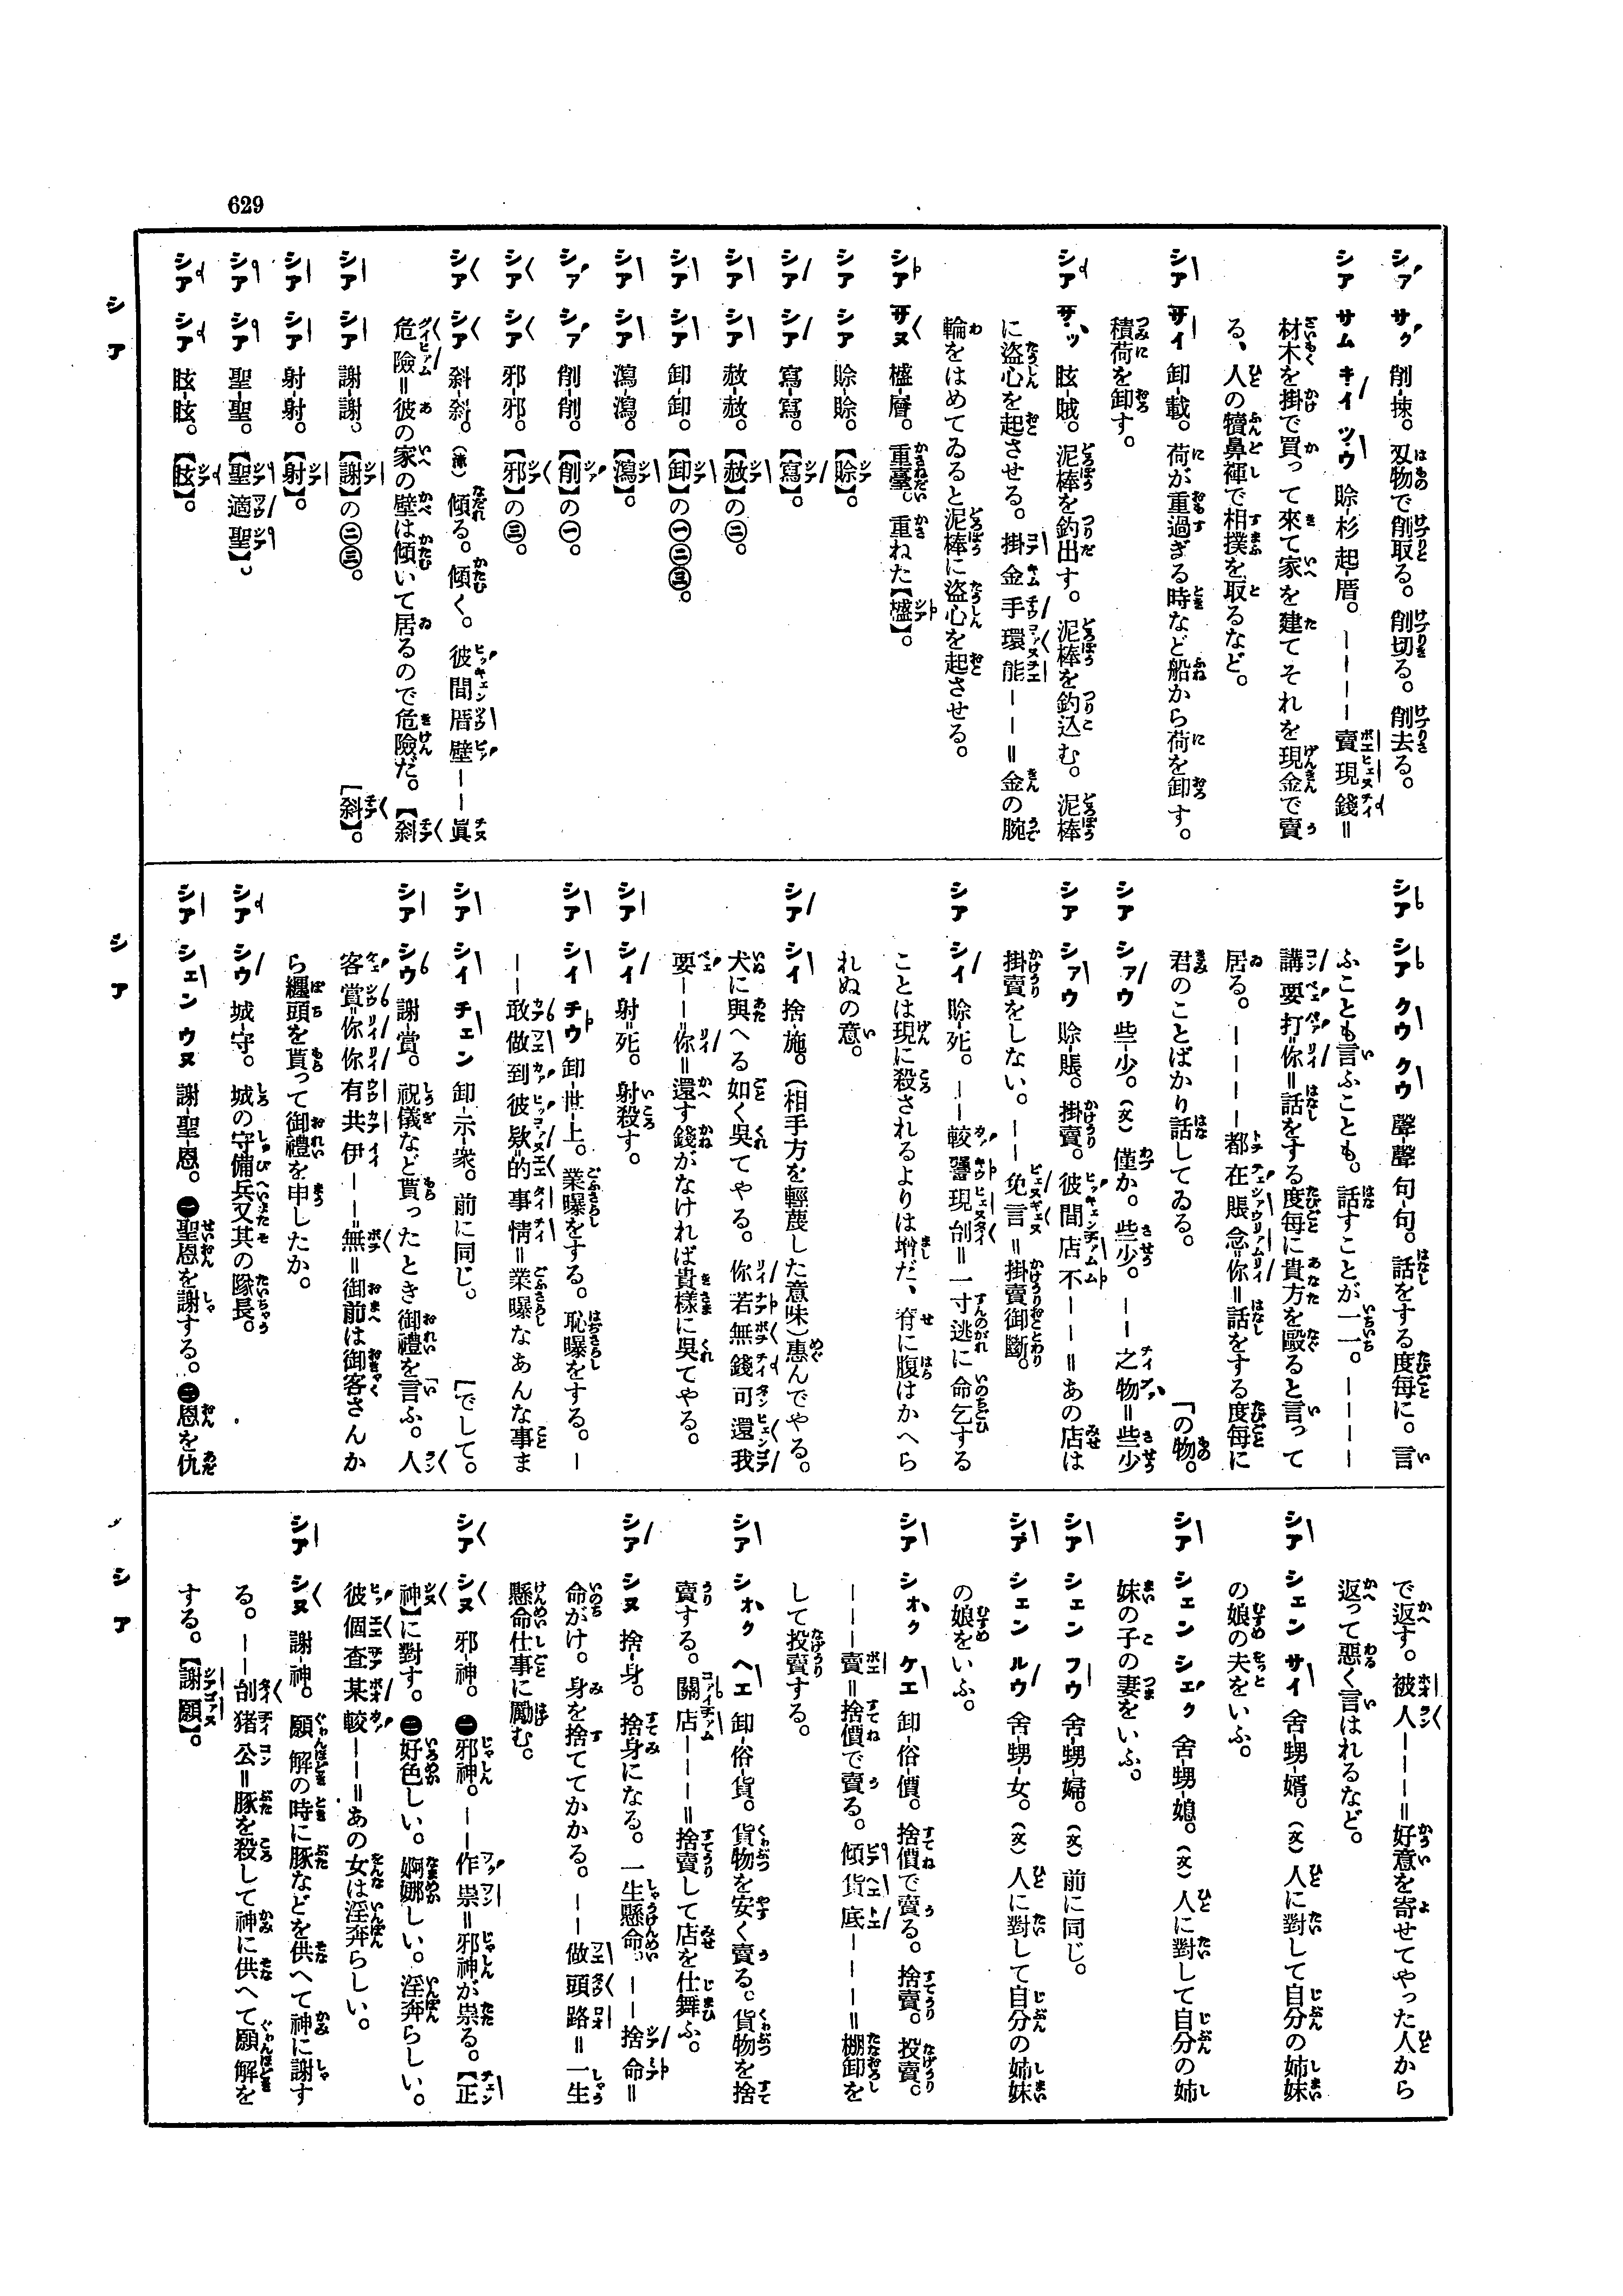 629
シァ サㇰ 削-揀。 刄物で削取る。削切る。削去る。
シア サム キイ ッウ 賒-杉 起-厝。――――賣現錢＝
材木を掛で買って來て家を建てそれを現金で賣
る、人の犢鼻褌で相撲を取るなど。
シア サイ 卸-載。 荷が重過ぎる時など船から荷を卸す。
積荷を卸す。
シア サッ 眩-賊。 泥棒を釣出す。泥棒を釣込む。泥棒
に盜心を起させる。掛金手環能――＝金の腕
輪をはめてゐると泥棒に盜心を起させる。
シア サヌ 槛-層。 重臺。重ねた【槛】。
シア シア 賒-賒。【賒】。
シア シア 寫-寫。【寫】。
シア シア 赦-赦。【赦】の㊁。
シア シア 卸-卸。【卸】の㊀㊁㊂。
シア シア 瀉-瀉。【瀉】。
シァ シァ 削-削。【削】の㊀。
シア シア 邪-邪。【邪】の㊂。
シア シア 斜-斜。(漳) 傾る。傾く。彼間厝壁――眞
危險＝彼の家の壁は傾いて居るので危險だ。【斜
シア シア 謝-謝。【謝】の㊁㊂。 「斜】。
シア シア 射-射。【射】。
シア シア 聖-聖。【聖適聖】。
シア シア 眩-眩。【眩】。
シア シア クウ クウ 聲-聲 句-句。話をする度每に。言
ふことも言ふことも。話すことが一一。――――
講要打你＝話をする度每に貴方を毆ると言って
居る。――――都在賬念你＝話をする度每に
君のことばかり話してゐる。 「の物。
シア シァウ 些-少。(文) 僅か。些少。――之物＝些少
シア シァウ 賒-賬。掛賣。彼間店不――＝あの店は
掛賣をしない。――免言＝掛賣御斷。
シア シイ 賒-死。――較現刣＝一寸逃に命乞する
ことは現に殺されるよりは增だ、脊に腹はかへら
れぬの意。
シア シイ 捨-施。(相手方を輕蔑した意味)惠んでやる。
犬に與へる如く吳てやる。你若無錢可還我
要――你＝還す錢がなければ貴樣に吳てやる。
シア シイ 射=死。射殺す。
シア シイ チウ 卸-世-上。業曝をする。恥曝をする。―
――敢做到彼欵的事情＝業曝なあんな事ま
シア シイ チェン 卸-示-衆。前に同じ。 「でして。
シア シウ 謝-賞。祝儀など貰ったとき御禮を言ふ。人
客賞你你有共伊――無＝御前は御客さんか
ら纏頭を貰って御禮を申したか。
シア シウ 城-守。城の守備兵又其の隊長。
シア シェン ウヌ 謝-聖-恩。㊀聖恩を謝する。㊁恩を仇
で返す。被人―――＝好意を寄せてやった人から
返って惡く言はれるなど。
シア シェン サイ 舍-甥-婿。(文) 人に對して自分の姉妹
の娘の夫をいふ。
シア シェン シェク 舍-甥-媳。(文) 人に對して自分の姉
妹の子の妻をいふ。
シア シェン フウ 舍-甥-婦。(文) 前に同じ。
シア シェン ルウ 舍-甥-女。(文) 人に對して自分の姉妹
の娘をいふ。
シア シオク ケエ 卸-俗-價。捨價で賣る。捨賣。投賣。
―――賣＝捨價で賣る。傾貨底―――＝棚卸を
して投賣する。
シア シオク ヘエ 卸-俗-貨。貨物を安く賣る。貨物を捨
賣する。關店―――＝捨賣して店を仕舞ふ。
シア シヌ 捨-身。捨身になる。一生懸命。――捨命＝
命がけ。身を捨ててかかる。――做頭路＝一生
懸命仕事に勵む。
シア シヌ 邪-神。㊀邪神。――作祟＝邪神が祟る。【正
神】に對す。㊁好色しい。婀娜しい。淫奔らしい。
彼個查某較――＝あの女は淫奔らしい。
シア シヌ 謝-神。願解の時に豚などを供へて神に謝す
る。――刣猪公＝豚を殺して神に供へて願解を
する。【謝願】。
シア
シア
シア